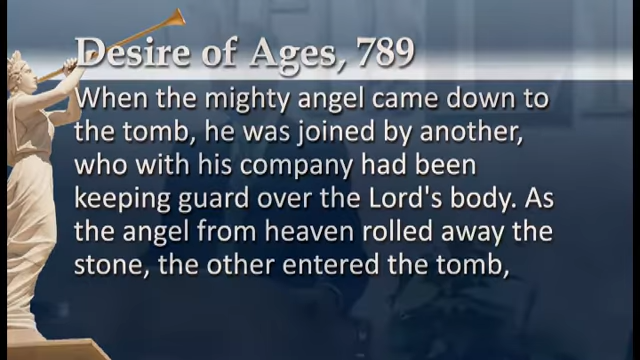 Desire of Ages, 789
When the mighty angel came down to
the tomb, he was joined by another,
who with his company had been
keeping guard over the Lord's body. As
the angel from heaven rolled away the
stone, the other entered the tomb,